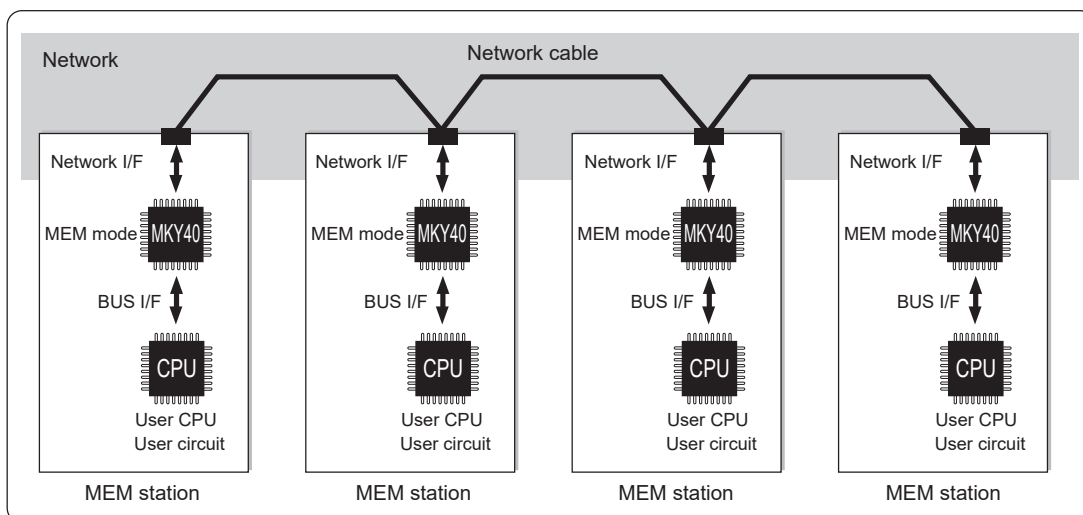 Network
Network cable
Network I/F
Network I/F
Network I/F
Network I/F
MEM mode
MKY40
MEM mode
MKY40
MEM mode
MKY40
MEM mode
MKY40
BUS I/F
BUS I/F
BUS I/F
BUS I/F
CPU
CPU
CPU
CPU
User CPU
User circuit
User CPU
User circuit
User CPU
User circuit
User CPU
User circuit
MEM station
MEM station
MEM station
MEM station